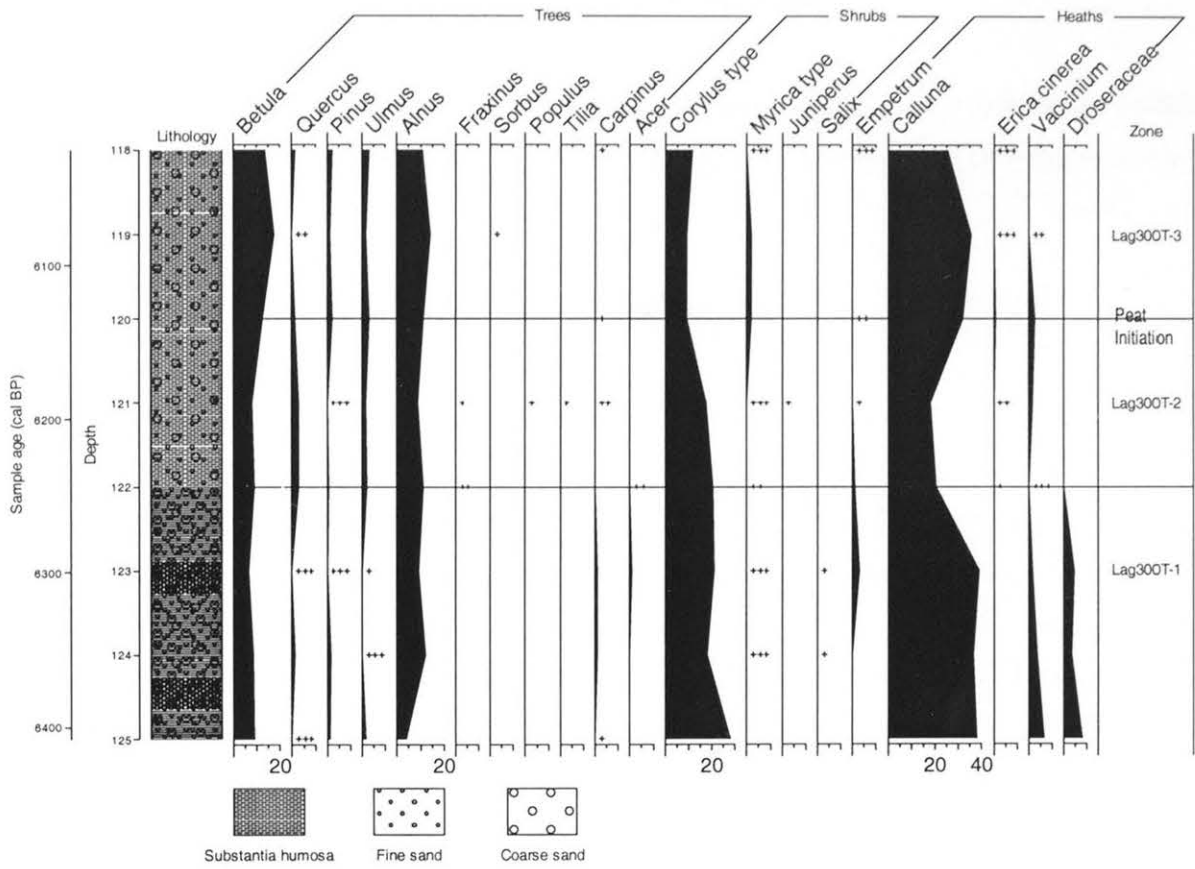 Trees Shrubs Heaths
Betula Quercus Pinus Ulmus Alnus Fraxinus Sorbus Populus Tilia Carpinus Acer Corylus type Myrica type Juniperus Salix Empetrum Calluna Erica cinerea Vaccinium Droseraceae
Lithology Zone
118 + +++ +++ +++
119 ++ + +++ ++ Lag300T-3
6100
120 Peat
Initiation
121 +++ + + + ++ +++ + + ++ Lag300T-2
6200
122
6300 123 +++ +++ + +++ + Lag300T-1
124 +++ +++ +
6400
125 +++ +
Sample age (cal BP)
Depth
20 20 20 20 40
Substantia humosa Fine sand Coarse sand